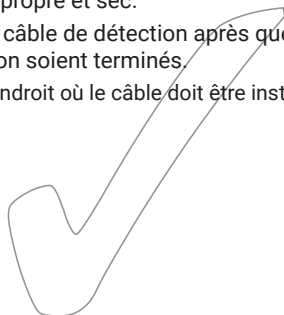 propre et sec.
câble de détection après que
on soient terminés.
ndroit où le câble doit être inst